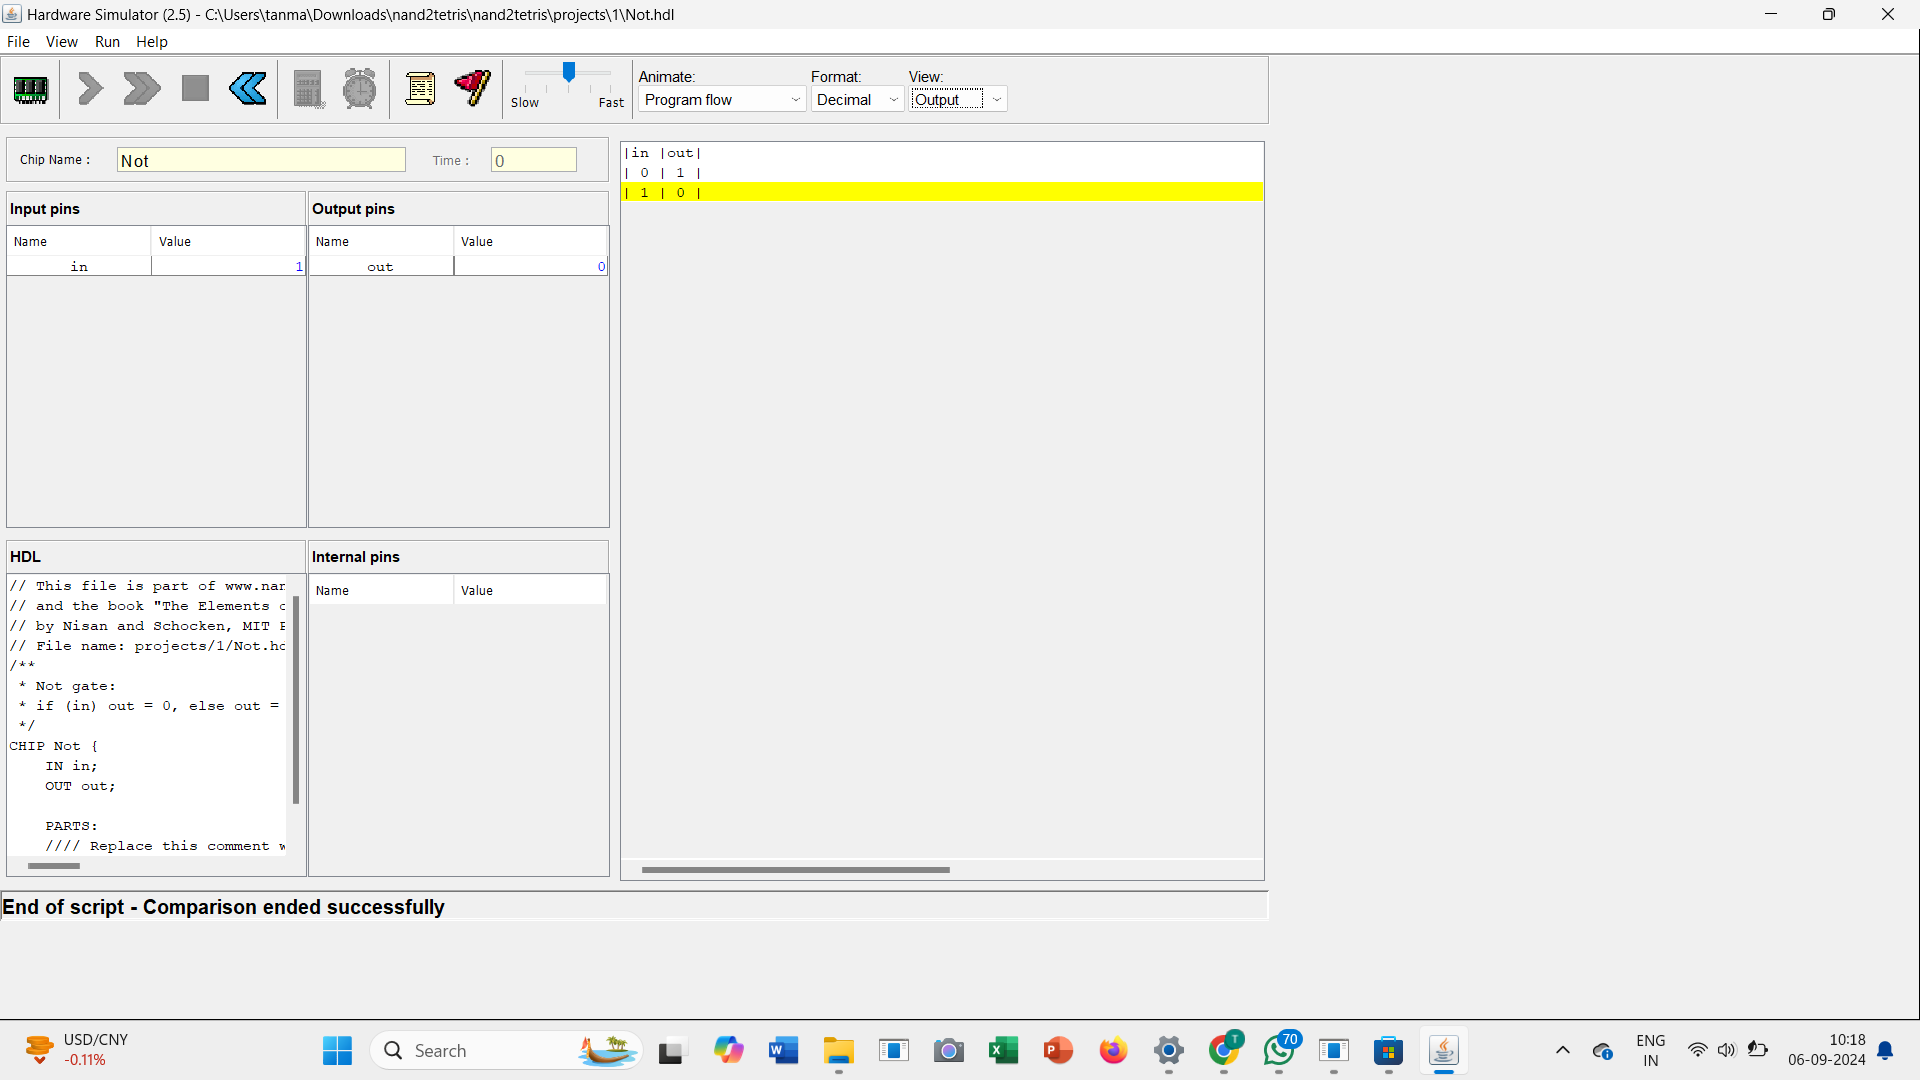 Hardware Simulator (2.5) - C:\Users\tanma\Downloads\nand2tetris\nand2tetris\projects\1\Not.hdl
File View Run Help
Slow Fast
Animate: Format: View:
Program flow Decimal Output
Chip Name : Not Time : 0
Input pins Output pins
Name Value Name Value
in 1 out 0
|in |out|
| 0 | 1 |
| 1 | 0 |
HDL Internal pins
Name Value
// This file is part of www.nan
// and the book "The Elements o
// by Nisan and Schocken, MIT P
// File name: projects/1/Not.hd
/**
* Not gate:
* if (in) out = 0, else out =
*/
CHIP Not {
IN in;
OUT out;
PARTS:
//// Replace this comment w
End of script - Comparison ended successfully
USD/CNY
-0.11%
Search
T
70
ENG
IN
10:18
06-09-2024